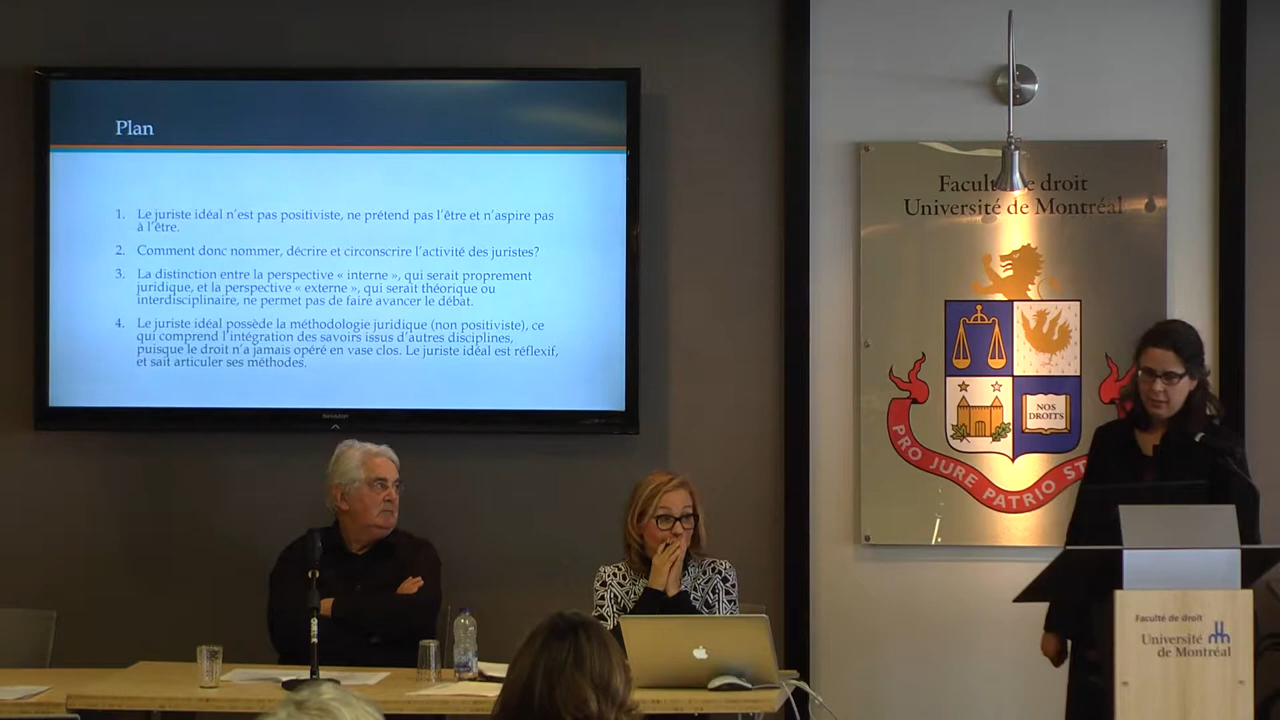 Plan
1. Le juriste idéal n'est pas positiviste, ne prétend pas l'être et n'aspire pas
à l'être.
2. Comment donc nommer, décrire et circonscrire l'activité des juristes?
3. La distinction entre la perspective « interne », qui serait proprement
juridique, et la perspective « externe », qui serait théorique ou
interdisciplinaire, ne permet pas de faire avancer le débat.
4. Le juriste idéal possède la méthodologie juridique (non positiviste), ce
qui comprend l'intégration des savoirs issus d'autres disciplines,
puisque le droit n'a jamais opéré en vase clos. Le juriste idéal est réflexif,
et sait articuler ses méthodes.
SHARP
Faculté de droit
Université de Montréal
NOS
DROITS
PRO JURE PATRIO ST
Faculté de droit
Université
de Montréal